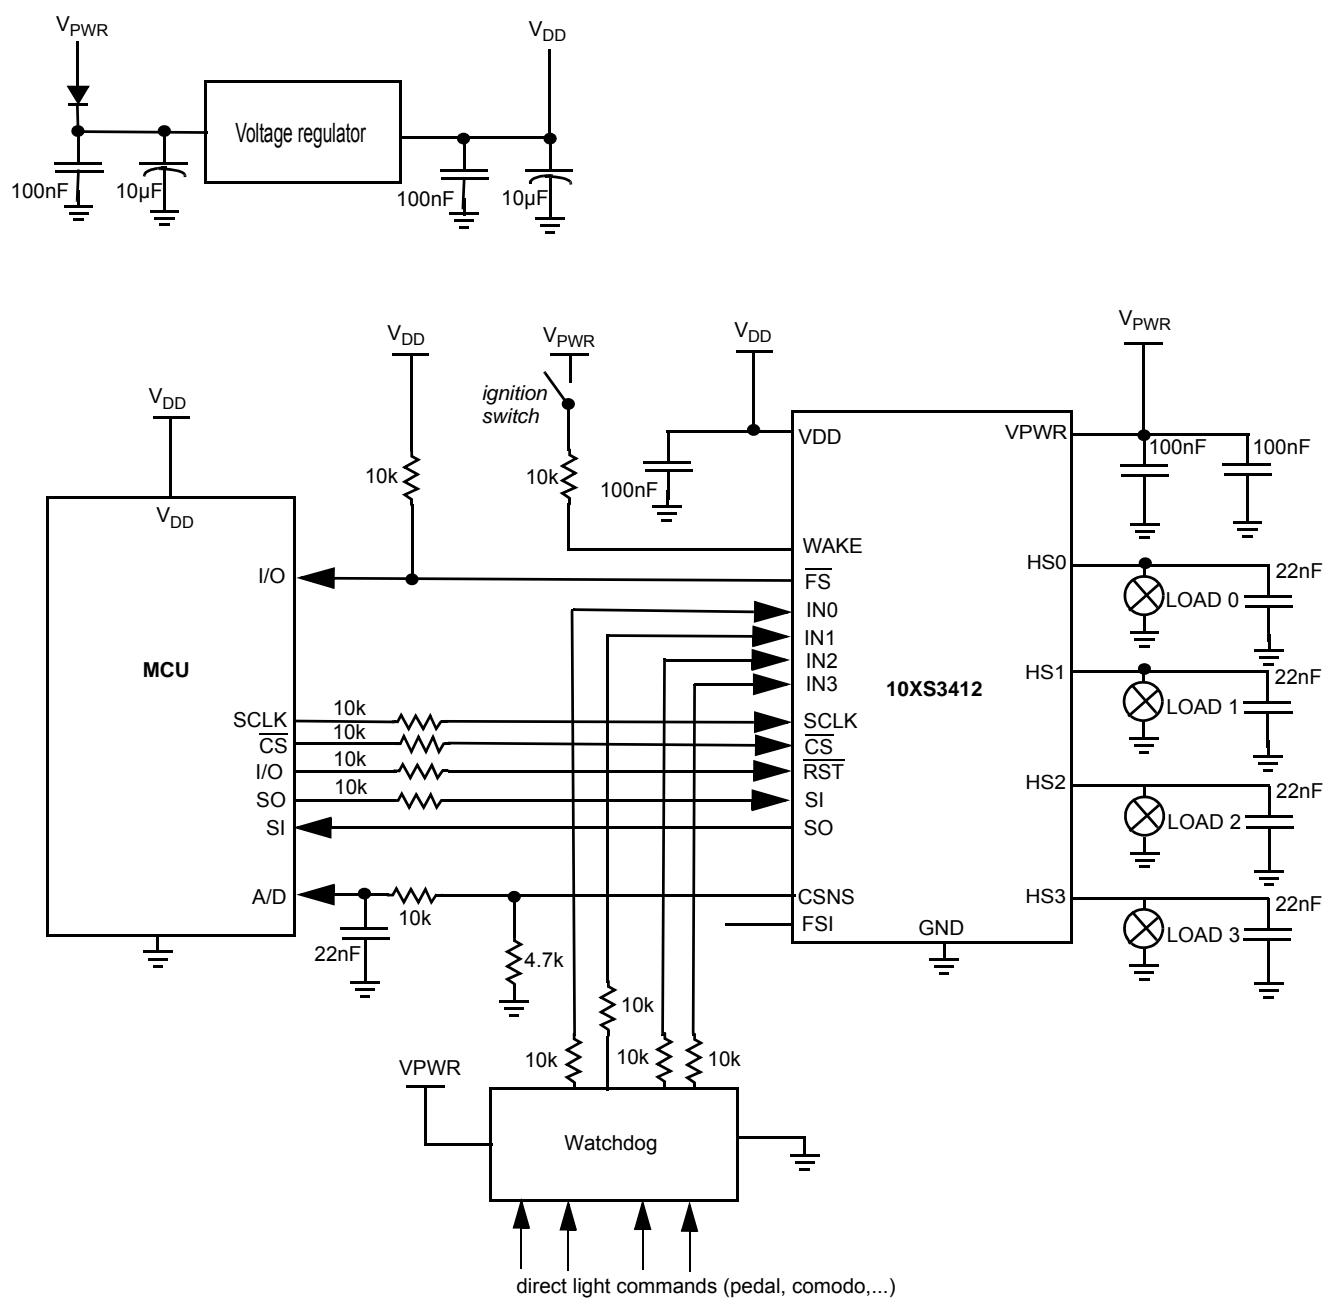 VPWR
VDD
Voltage regulator
100nF
10µF
100nF
10µF
VDD
VPWR
VDD
VPWR
VDD
ignition
switch
VDD
VPWR
100nF
100nF
10k
10k
100nF
VDD
WAKE
HS0
22nF
I/O
FS
LOAD 0
IN0
IN1
IN2
MCU
IN3
10XS3412
HS1
22nF
LOAD 1
SCLK
10k
SCLK
CS
10k
CS
I/O
10k
RST
HS2
22nF
SO
10k
SI
LOAD 2
SI
SO
A/D
10k
CSNS
HS3
22nF
FSI
GND
LOAD 3
22nF
4.7k
10k
VPWR
10k
10k
10k
Watchdog
direct light commands (pedal, comodo,...)